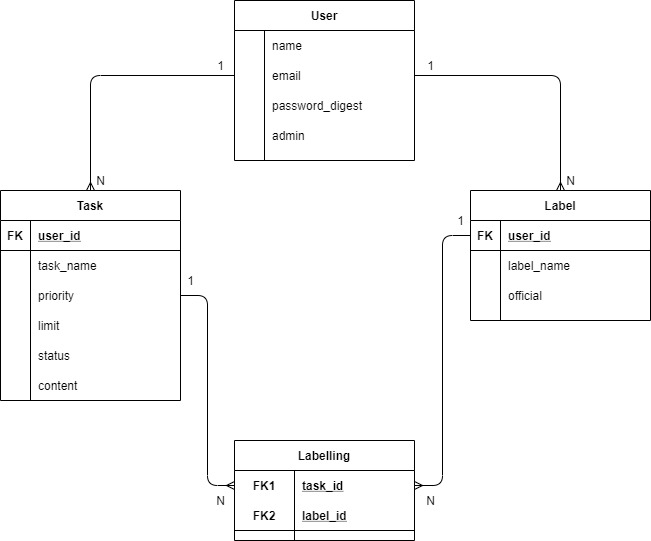 User
name
email
password_digest
admin
1
1
N
N
Task
FK user_id
task_name
priority
limit
status
content
Label
FK user_id
label_name
official
1
1
Labelling
FK1 task_id
FK2 label_id
N
N